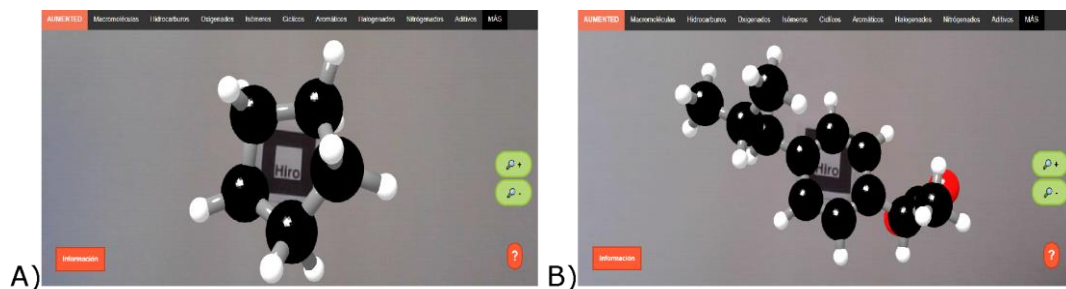 AUMENTED Macromoléculas Hidrocarburos Oxigenados Isómeros Cíclicos Aromáticos Halogenados Nitrógenados Aditivos MÁS
Hiro
+
-
Información
?
A)
AUMENTED Macromoléculas Hidrocarburos Oxigenados Isómeros Cíclicos Aromáticos Halogenados Nitrógenados Aditivos MÁS
Hiro
+
-
Información
?
B)